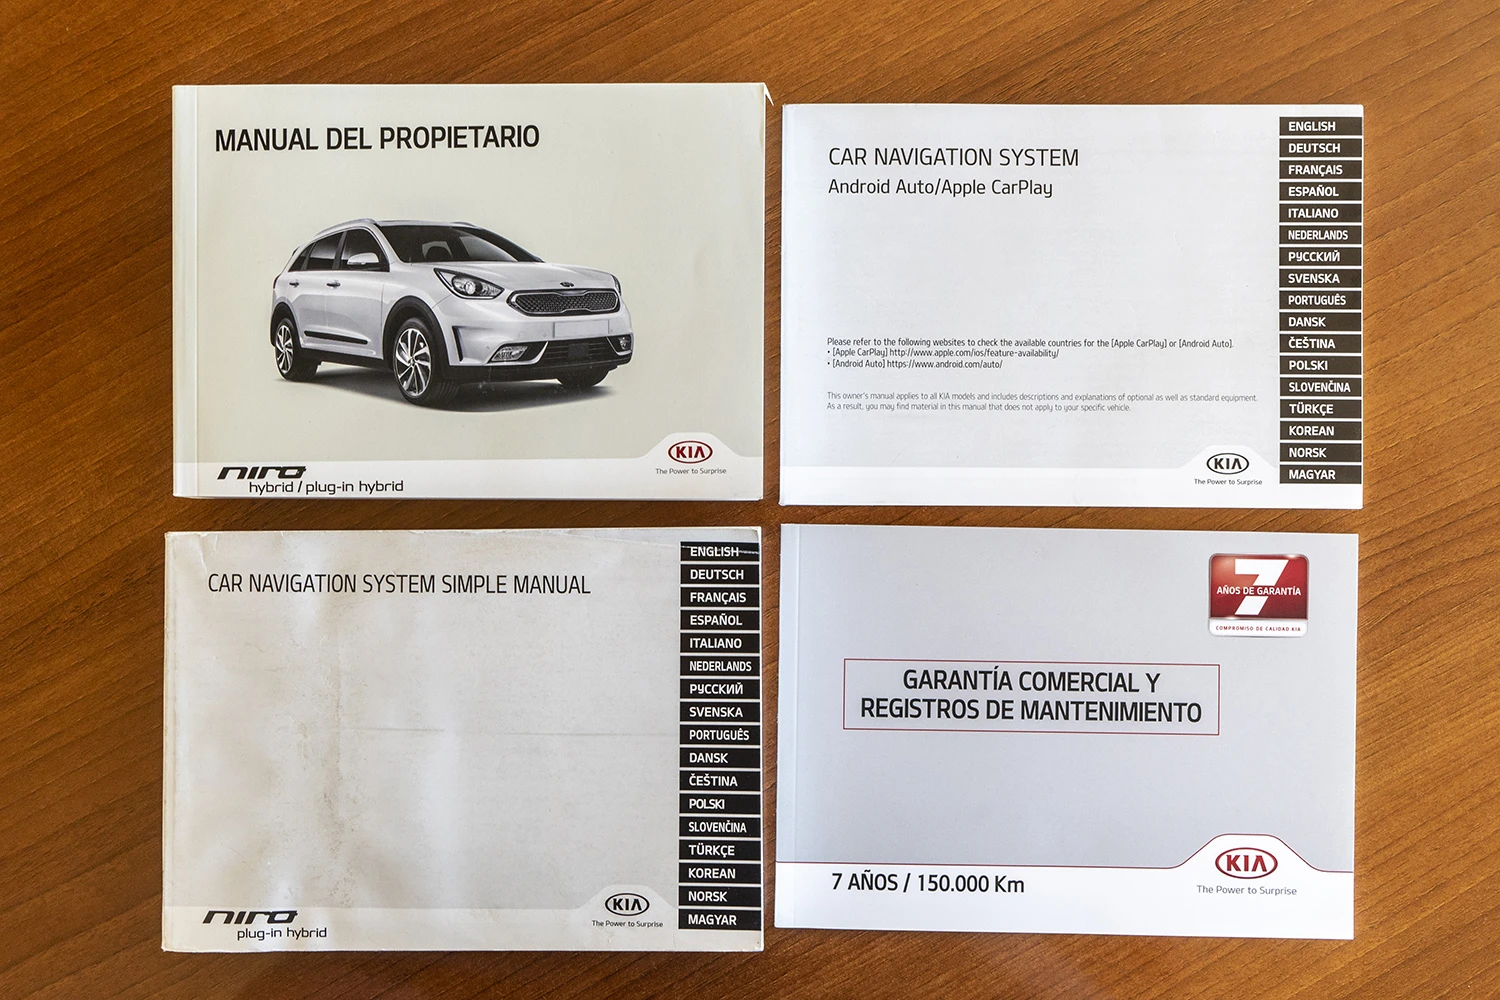 MANUAL DEL PROPIETARIO
niro
hybrid / plug-in hybrid
KIA
The Power to Surprise
CAR NAVIGATION SYSTEM
Android Auto/Apple CarPlay
Please refer to the following websites to check the available countries for the [Apple CarPlay] or [Android Auto].
• [Apple CarPlay] http://www.apple.com/ios/feature-availability/
• [Android Auto] https://www.android.com/auto/
This owner's manual applies to all KIA models and includes descriptions and explanations of optional as well as standard equipment.
As a result, you may find material in this manual that does not apply to your specific vehicle.
KIA
The Power to Surprise
ENGLISH
DEUTSCH
FRANÇAIS
ESPAÑOL
ITALIANO
NEDERLANDS
РУССКИЙ
SVENSKA
PORTUGUÊS
DANSK
ČEŠTINA
POLSKI
SLOVENČINA
TÜRKÇE
KOREAN
NORSK
MAGYAR
CAR NAVIGATION SYSTEM SIMPLE MANUAL
niro
plug-in hybrid
KIA
The Power to Surprise
ENGLISH
DEUTSCH
FRANÇAIS
ESPAÑOL
ITALIANO
NEDERLANDS
РУССКИЙ
SVENSKA
PORTUGUÊS
DANSK
ČEŠTINA
POLSKI
SLOVENČINA
TÜRKÇE
KOREAN
NORSK
MAGYAR
7
AÑOS DE GARANTÍA
COMPROMISO DE CALIDAD KIA
GARANTÍA COMERCIAL Y
REGISTROS DE MANTENIMIENTO
7 AÑOS / 150.000 Km
KIA
The Power to Surprise